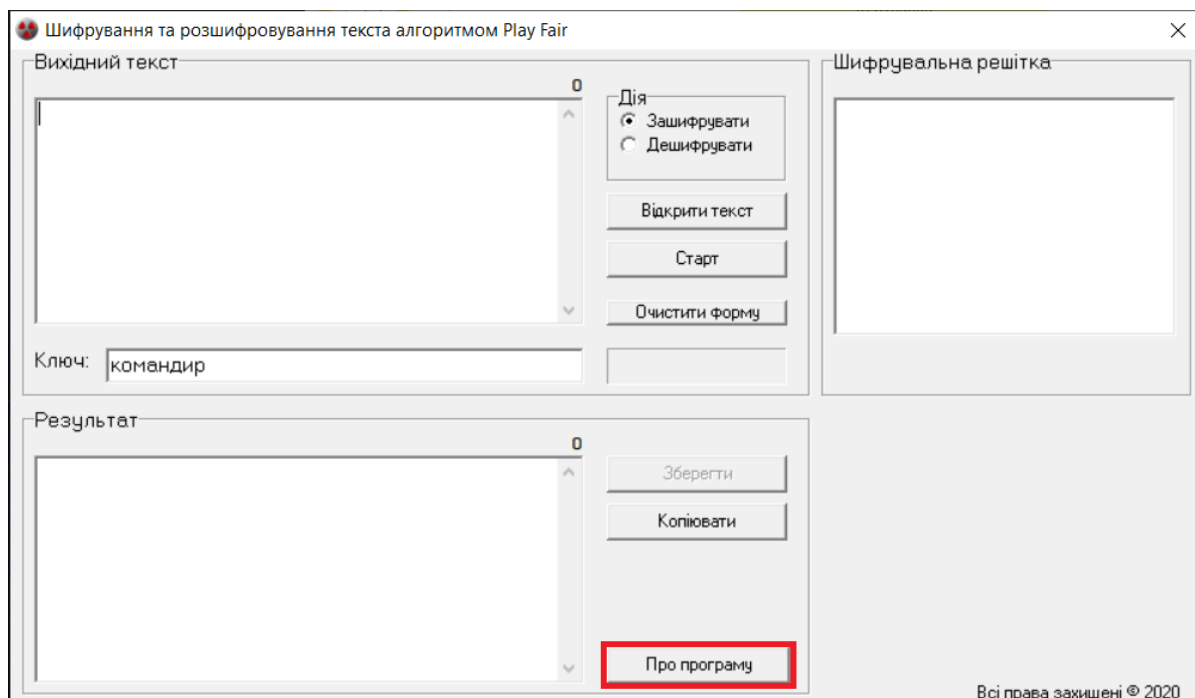 Шифрування та розшифровування текста алгоритмом Play Fair
Вихідний текст
0
Дія
Зашифрувати
Дешифрувати
Відкрити текст
Старт
Очистити форму
Ключ:
командир
Шифрувальна решітка
Результат
0
Зберегти
Копіювати
Про програму
Всі права захищені © 2020